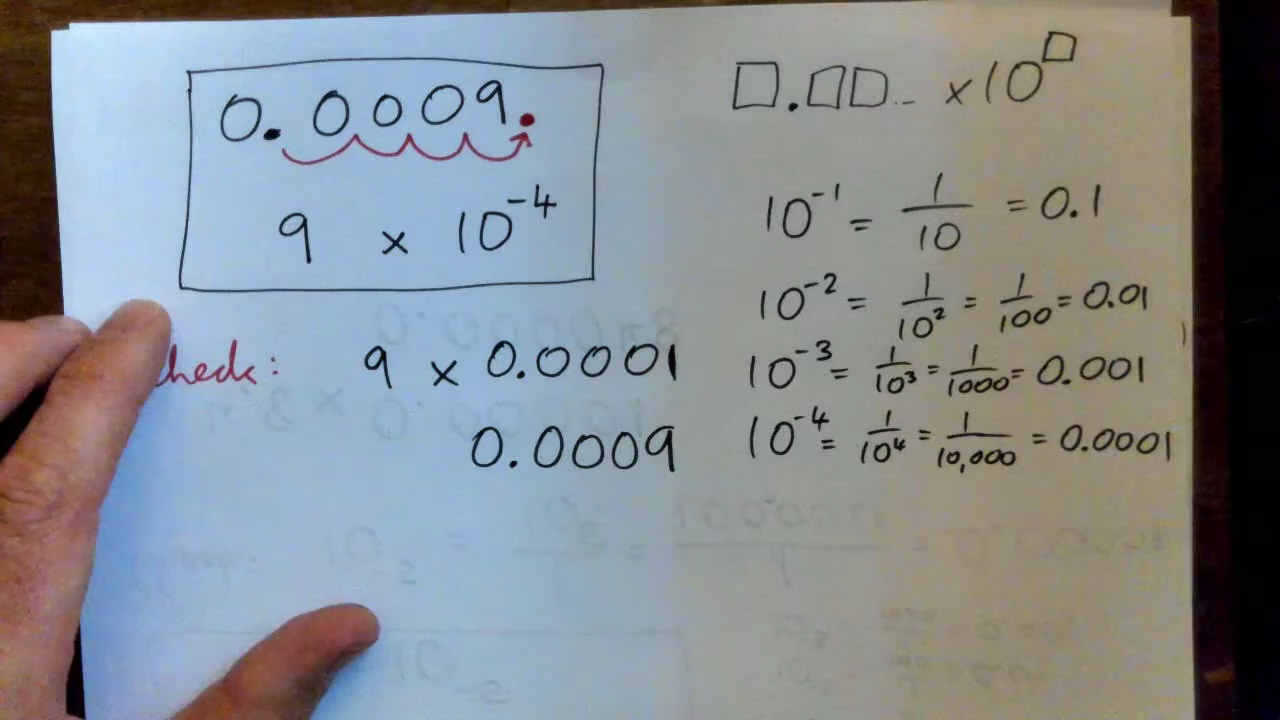 0.0009.
9 × 10⁻⁴
check: 9 × 0.0001
0.0009
□.□□.. ×10□
10⁻¹ = 1/10 = 0.1
10⁻² = 1/10² = 1/100 = 0.01
10⁻³ = 1/10³ = 1/1000 = 0.001
10⁻⁴ = 1/10⁴ = 1/10,000 = 0.0001